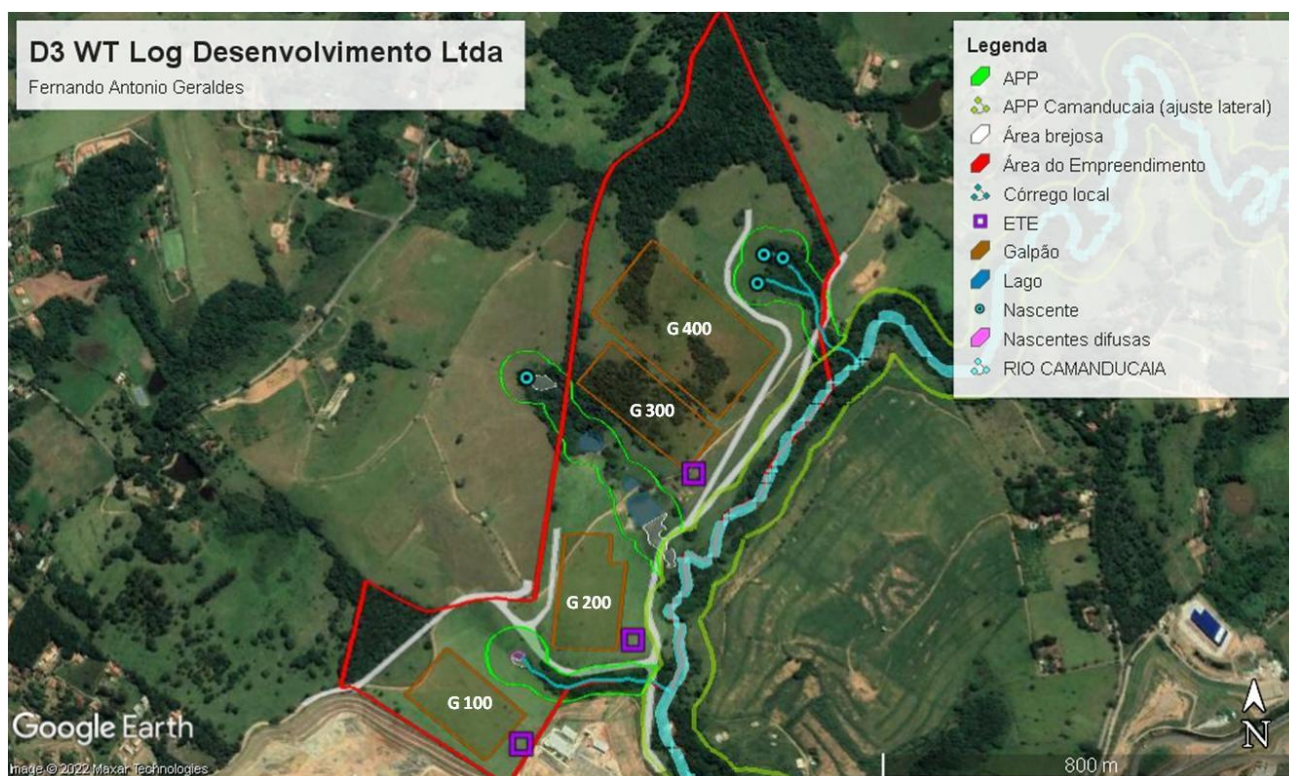 D3 WT Log Desenvolvimento Ltda
Fernando Antonio Geraldes
Legenda
APP
APP Camanducaia (ajuste lateral)
Área brejosa
Área do Empreendimento
Córrego local
ETE
Galpão
Lago
Nascente
Nascentes difusas
RIO CAMANDUCAIA
G 400
G 300
G 200
G 100
Google Earth
Image © 2022 Maxar Technologies
800 m
N